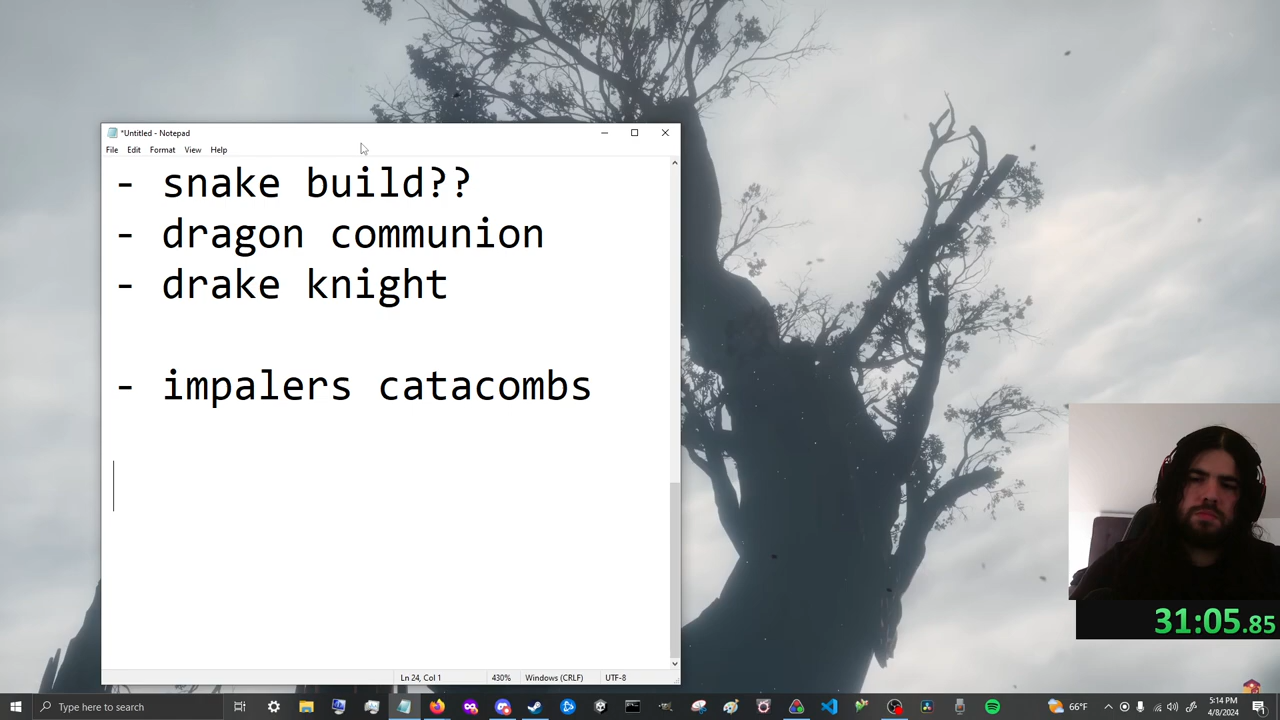 *Untitled - Notepad
File Edit Format View Help
- snake build??
- dragon communion
- drake knight
- impalers catacombs
Ln 24, Col 1 430% Windows (CRLF) UTF-8
31:05.85
Type here to search
66°F
5:14 PM
4/8/2024